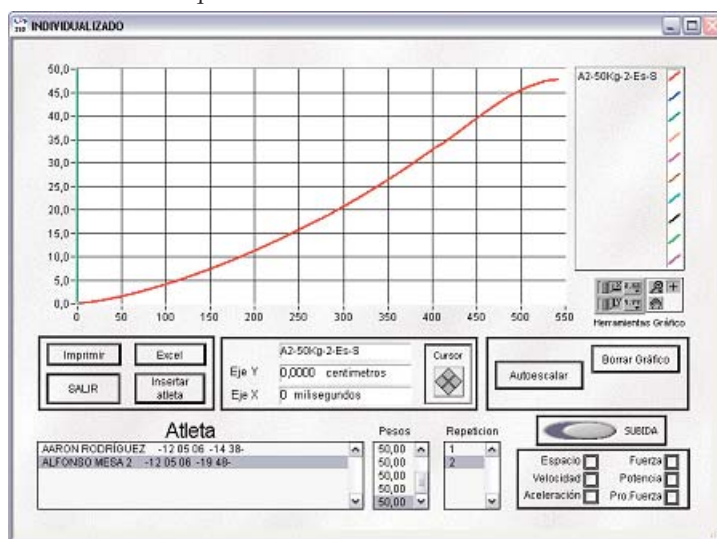 INDIVIDUALIZADO
50,0
45,0
40,0
35,0
30,0
25,0
20,0
15,0
10,0
5,0
0,0
0 50 100 150 200 250 300 350 400 450 500 550
A2-50Kg-2-Es-S
Herramientas Gráfico
Imprimir
Excel
SALIR
Insertar atleta
A2-50Kg-2-Es-S
Eje Y 0,0000 centimetros
Eje X 0 milisegundos
Cursor
Autoescalar
Borrar Gráfico
Atleta
AARON RODRÍGUEZ -12 05 06 -14 38-
ALFONSO MESA 2 -12 05 06 -19 48-
Pesos
50,00
50,00
50,00
50,00
50,00
Repeticion
1
2
SUBIDA
Espacio
Fuerza
Velocidad
Potencia
Aceleración
Pro.Fuerza